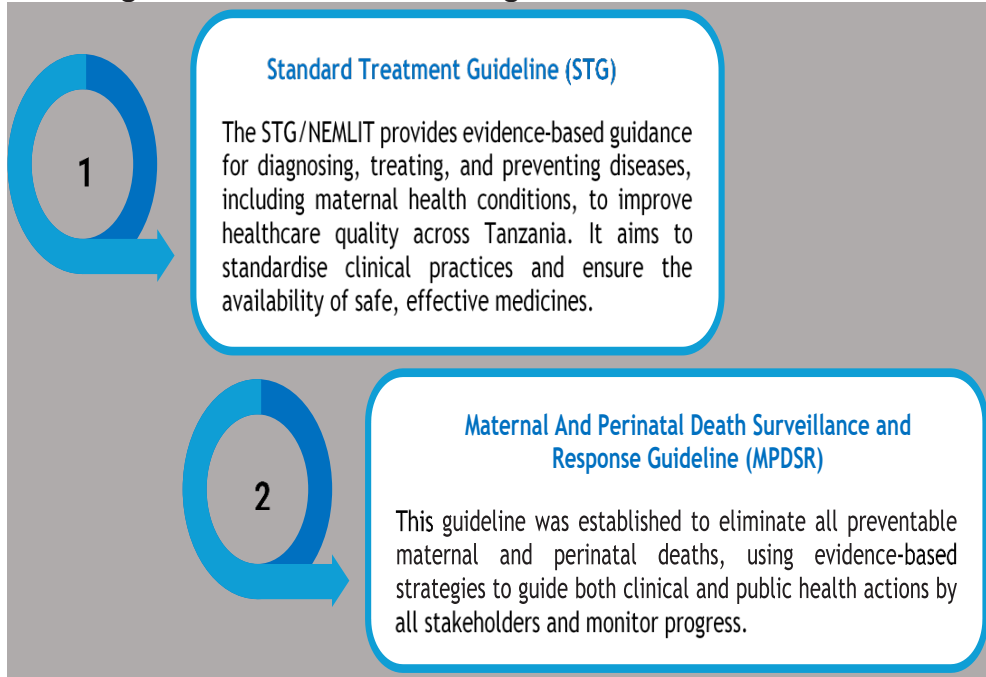 1
Standard Treatment Guideline (STG)
The STG/NEMLIT provides evidence-based guidance
for diagnosing, treating, and preventing diseases,
including maternal health conditions, to improve
healthcare quality across Tanzania. It aims to
standardise clinical practices and ensure the
availability of safe, effective medicines.
2
Maternal And Perinatal Death Surveillance and
Response Guideline (MPDSR)
This guideline was established to eliminate all preventable
maternal and perinatal deaths, using evidence-based
strategies to guide both clinical and public health actions by
all stakeholders and monitor progress.